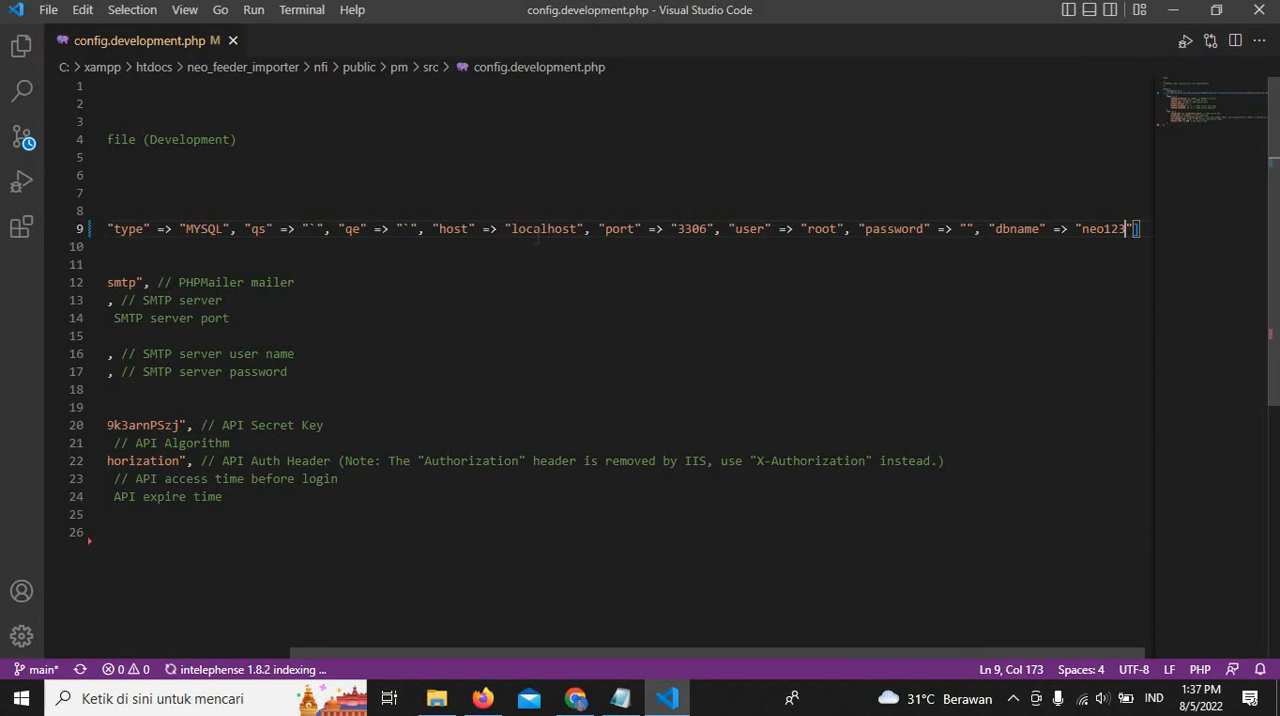 File Edit Selection View Go Run Terminal Help
config.development.php - Visual Studio Code
config.development.php M
C: > xampp > htdocs > neo_feeder_importer > nfi > public > pm > src > config.development.php
1
2
3
4 file (Development)
5
6
7
8
9 "type" => "MYSQL", "qs" => "`", "qe" => "`", "host" => "localhost", "port" => "3306", "user" => "root", "password" => "", "dbname" => "neo123"]
10
11
12 smtp", // PHPMailer mailer
13 , // SMTP server
14 SMTP server port
15
16 , // SMTP server user name
17 , // SMTP server password
18
19
20 9k3arnPSzj", // API Secret Key
21 // API Algorithm
22 horization", // API Auth Header (Note: The "Authorization" header is removed by IIS, use "X-Authorization" instead.)
23 // API access time before login
24 API expire time
25
26
main* 0 0 intelephense 1.8.2 indexing ... Ln 9, Col 173 Spaces: 4 UTF-8 LF PHP
Ketik di sini untuk mencari
31°C Berawan
IND
1:37 PM
8/5/2022